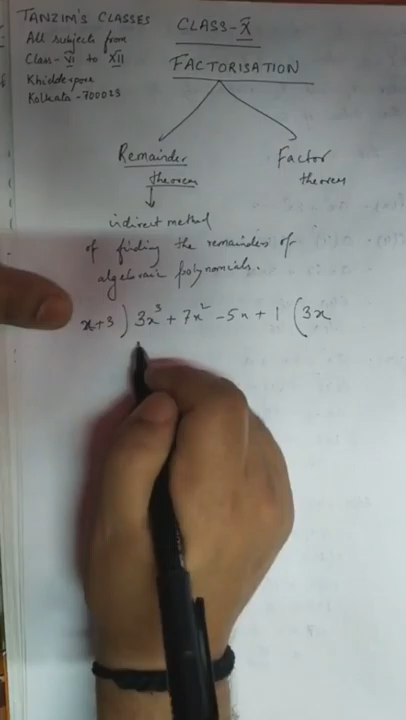 TANZIM'S CLASSES
All subjects from
Class- VI to XII
Khidderpore
Kolkata - 700023
CLASS-X
FACTORISATION
Remainder theorem
Factor theorem
indirect method
of finding the remainders of
algebraic polynomials.
x+3 ) 3x³ + 7x² - 5x + 1 ( 3x